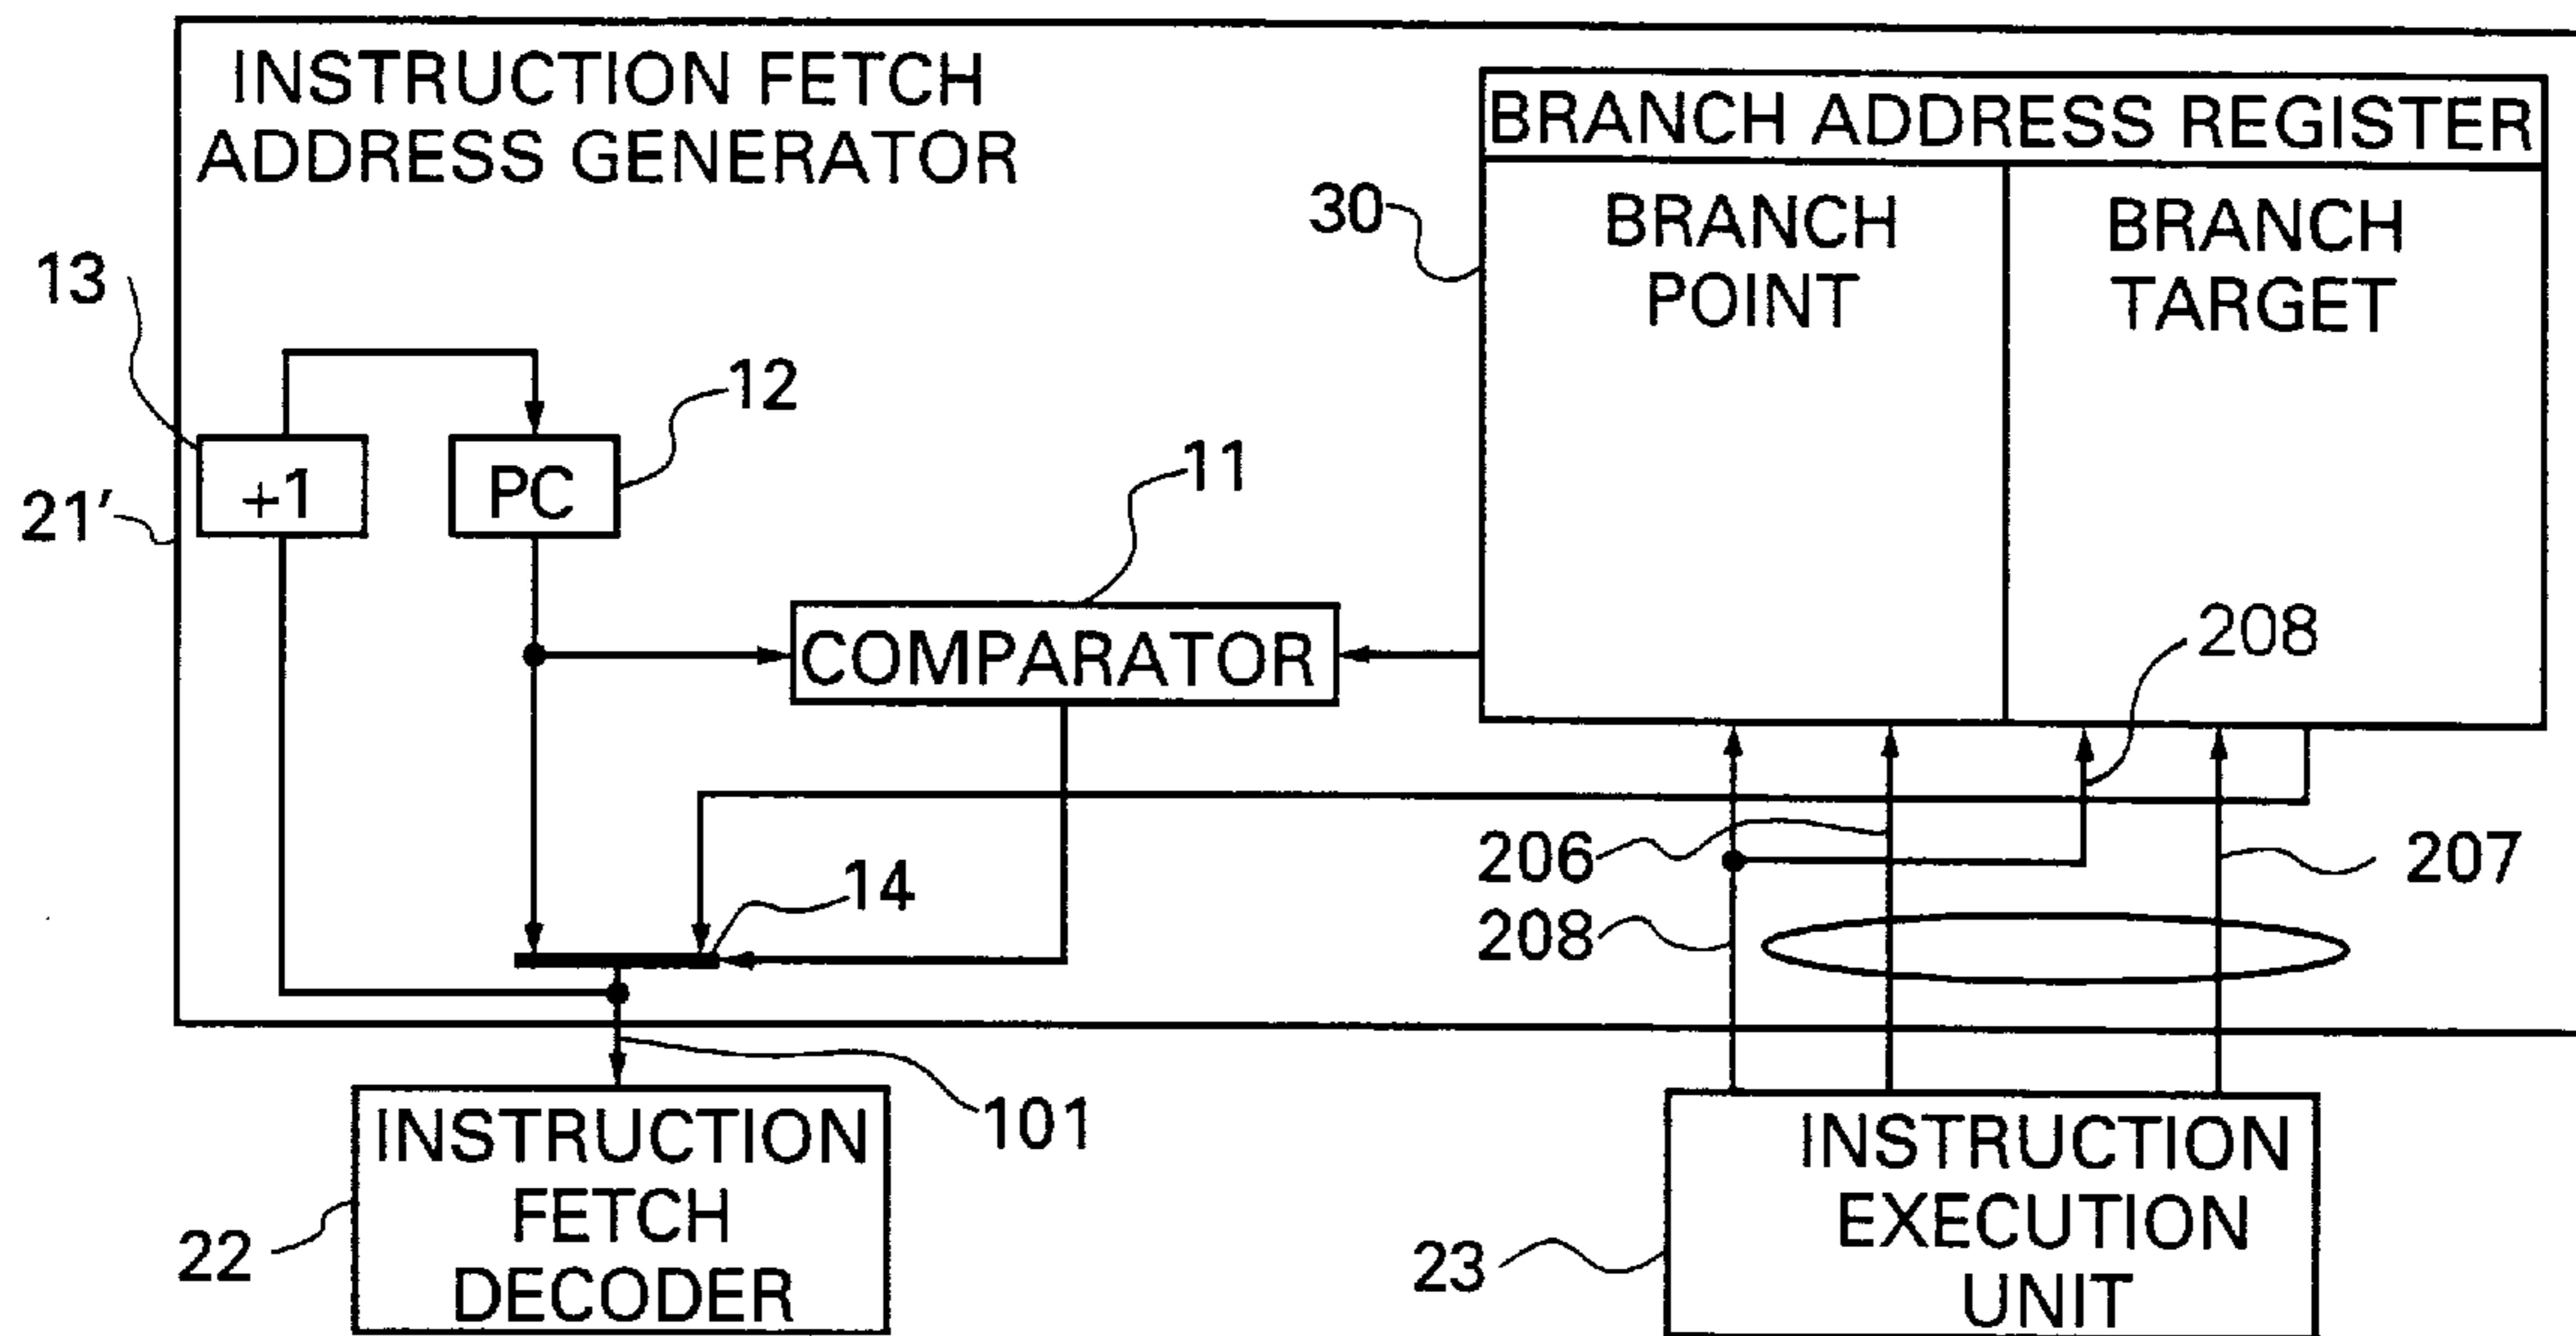 INSTRUCTION FETCH
ADDRESS GENERATOR
BRANCH ADDRESS REGISTER
30
BRANCH
POINT
BRANCH
TARGET
13
12
+1
PC
21′
11
COMPARATOR
208
14
206
207
208
101
INSTRUCTION
FETCH
DECODER
22
INSTRUCTION
EXECUTION
UNIT
23